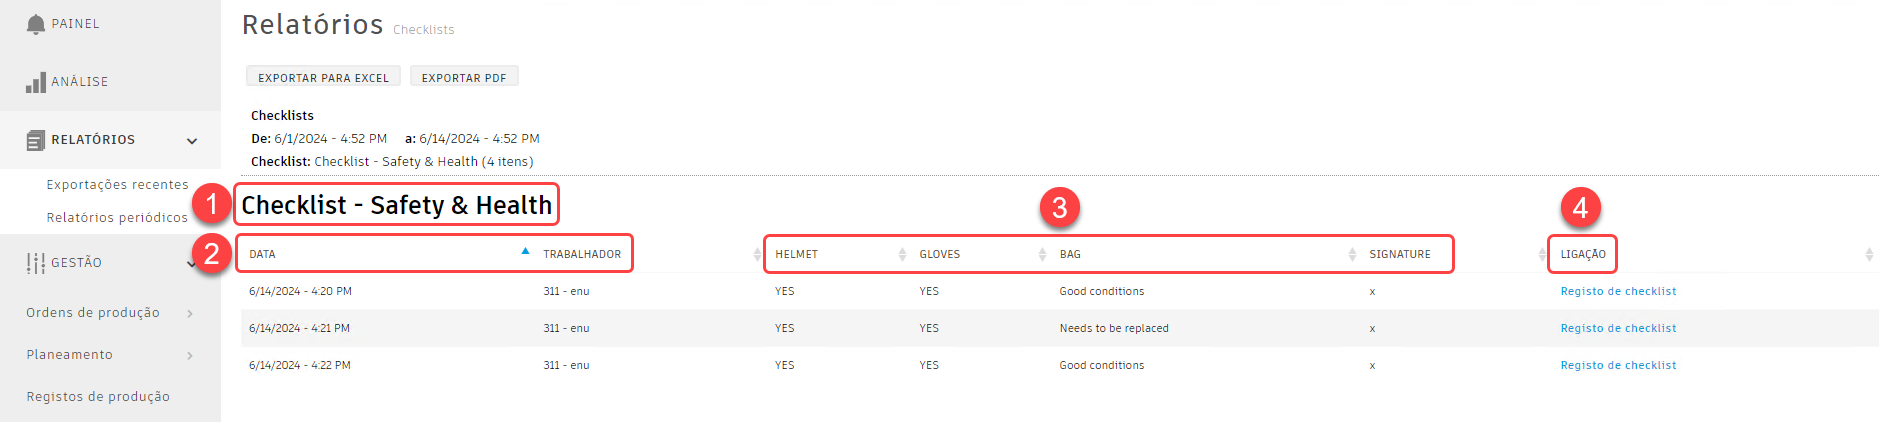 PAINEL
ANÁLISE
RELATÓRIOS
Exportações recentes
Relatórios periódicos
GESTÃO
Ordens de produção
Planeamento
Registos de produção
Relatórios Checklists
EXPORTAR PARA EXCEL EXPORTAR PDF
Checklists
De: 6/1/2024 - 4:52 PM a: 6/14/2024 - 4:52 PM
Checklist: Checklist - Safety & Health (4 itens)
1 Checklist - Safety & Health
3 4
2 DATA TRABALHADOR HELMET GLOVES BAG SIGNATURE LIGAÇÃO
6/14/2024 - 4:20 PM 311 - enu YES YES Good conditions x Registo de checklist
6/14/2024 - 4:21 PM 311 - enu YES YES Needs to be replaced x Registo de checklist
6/14/2024 - 4:22 PM 311 - enu YES YES Good conditions x Registo de checklist